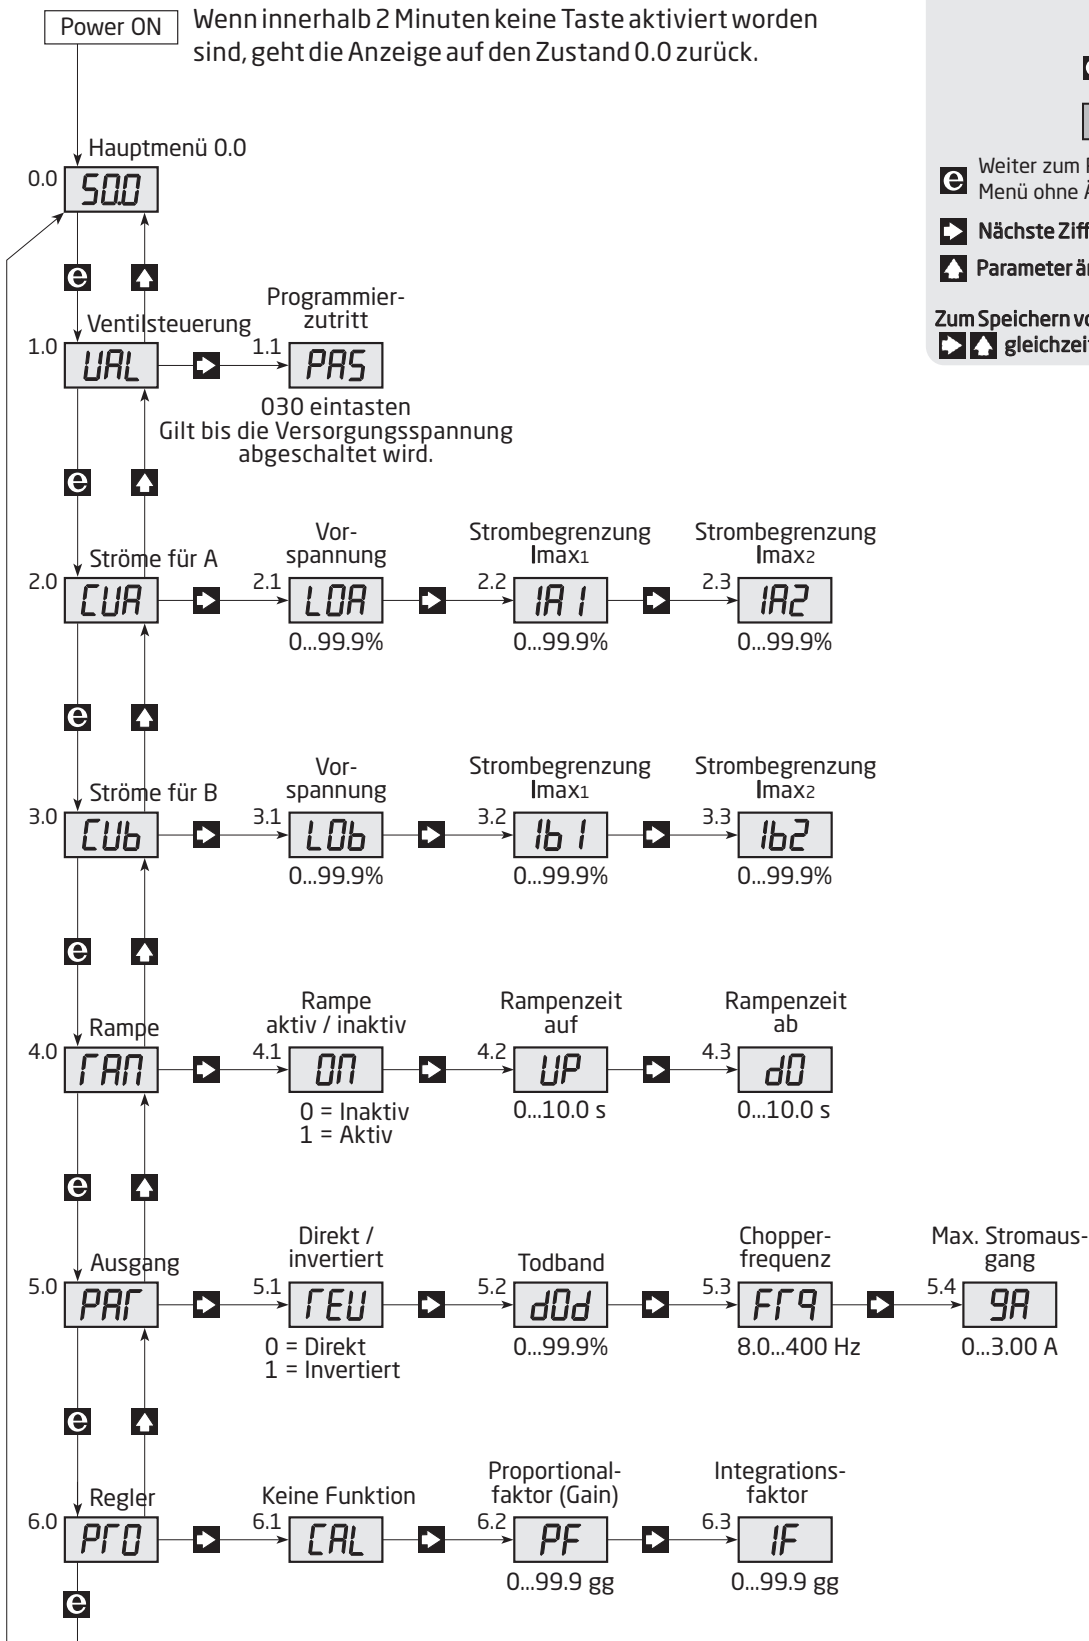 Power ON
Wenn innerhalb 2 Minuten keine Taste aktiviert worden
sind, geht die Anzeige auf den Zustand 0.0 zurück.
Weiter zum
Menü ohne
Nächste
Parameter
Zum Speichern
Hauptmenü 0.0
0.0 50.0
e
Ventilsteuerung
Programmier-
zutritt
1.0 UAL 1.1 PAS
030 eintasten
Gilt bis die Versorgungsspannung
abgeschaltet wird.
e
Ströme für A
Vor-
spannung
Strombegrenzung
Imax1
Strombegrenzung
Imax2
2.0 CUA 2.1 LOA 2.2 IA1 2.3 IA2
0...99.9% 0...99.9% 0...99.9%
e
Ströme für B
Vor-
spannung
Strombegrenzung
Imax1
Strombegrenzung
Imax2
3.0 CUb 3.1 LOb 3.2 Ib1 3.3 Ib2
0...99.9% 0...99.9% 0...99.9%
e
Rampe
Rampe
aktiv / inaktiv
Rampenzeit
auf
Rampenzeit
ab
4.0 rAn 4.1 On 4.2 UP 4.3 dO
0 = Inaktiv
1 = Aktiv
0...10.0 s 0...10.0 s
e
Ausgang
Direkt /
invertiert
Todband
Chopper-
frequenz
Max. Stromaus-
gang
5.0 PAr 5.1 rEU 5.2 dOd 5.3 Frq 5.4 gA
0 = Direkt
1 = Invertiert
0...99.9% 8.0...400 Hz 0...3.00 A
e
Regler
Keine Funktion
Proportional-
faktor (Gain)
Integrations-
faktor
6.0 PrO 6.1 CAL 6.2 PF 6.3 IF
0...99.9 gg 0...99.9 gg
e